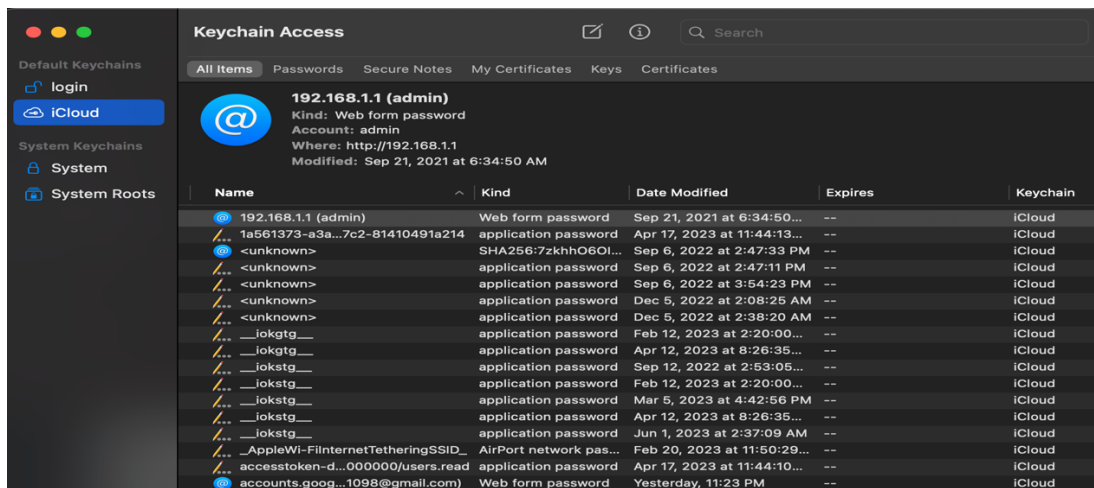 Keychain Access
Search
Default Keychains
login
iCloud
System Keychains
System
System Roots
All Items Passwords Secure Notes My Certificates Keys Certificates
192.168.1.1 (admin)
Kind: Web form password
Account: admin
Where: http://192.168.1.1
Modified: Sep 21, 2021 at 6:34:50 AM
Name Kind Date Modified Expires Keychain
192.168.1.1 (admin) Web form password Sep 21, 2021 at 6:34:50... -- iCloud
1a561373-a3a...7c2-81410491a214 application password Apr 17, 2023 at 11:44:13... -- iCloud
<unknown> SHA256:7zkhhO6OI... Sep 6, 2022 at 2:47:33 PM -- iCloud
<unknown> application password Sep 6, 2022 at 2:47:11 PM -- iCloud
<unknown> application password Sep 6, 2022 at 3:54:23 PM -- iCloud
<unknown> application password Dec 5, 2022 at 2:08:25 AM -- iCloud
<unknown> application password Dec 5, 2022 at 2:38:20 AM -- iCloud
__iokgtg__ application password Feb 12, 2023 at 2:20:00... -- iCloud
__iokgtg__ application password Apr 12, 2023 at 8:26:35... -- iCloud
__iokstg__ application password Sep 12, 2022 at 2:53:05... -- iCloud
__iokstg__ application password Feb 12, 2023 at 2:20:00... -- iCloud
__iokstg__ application password Mar 5, 2023 at 4:42:56 PM -- iCloud
__iokstg__ application password Apr 12, 2023 at 8:26:35... -- iCloud
__iokstg__ application password Jun 1, 2023 at 2:37:09 AM -- iCloud
_AppleWi-FiInternetTetheringSSID_ AirPort network pas... Feb 20, 2023 at 11:50:29... -- iCloud
accesstoken-d...000000/users.read application password Apr 17, 2023 at 11:44:10... -- iCloud
accounts.goog...1098@gmail.com) Web form password Yesterday, 11:23 PM -- iCloud